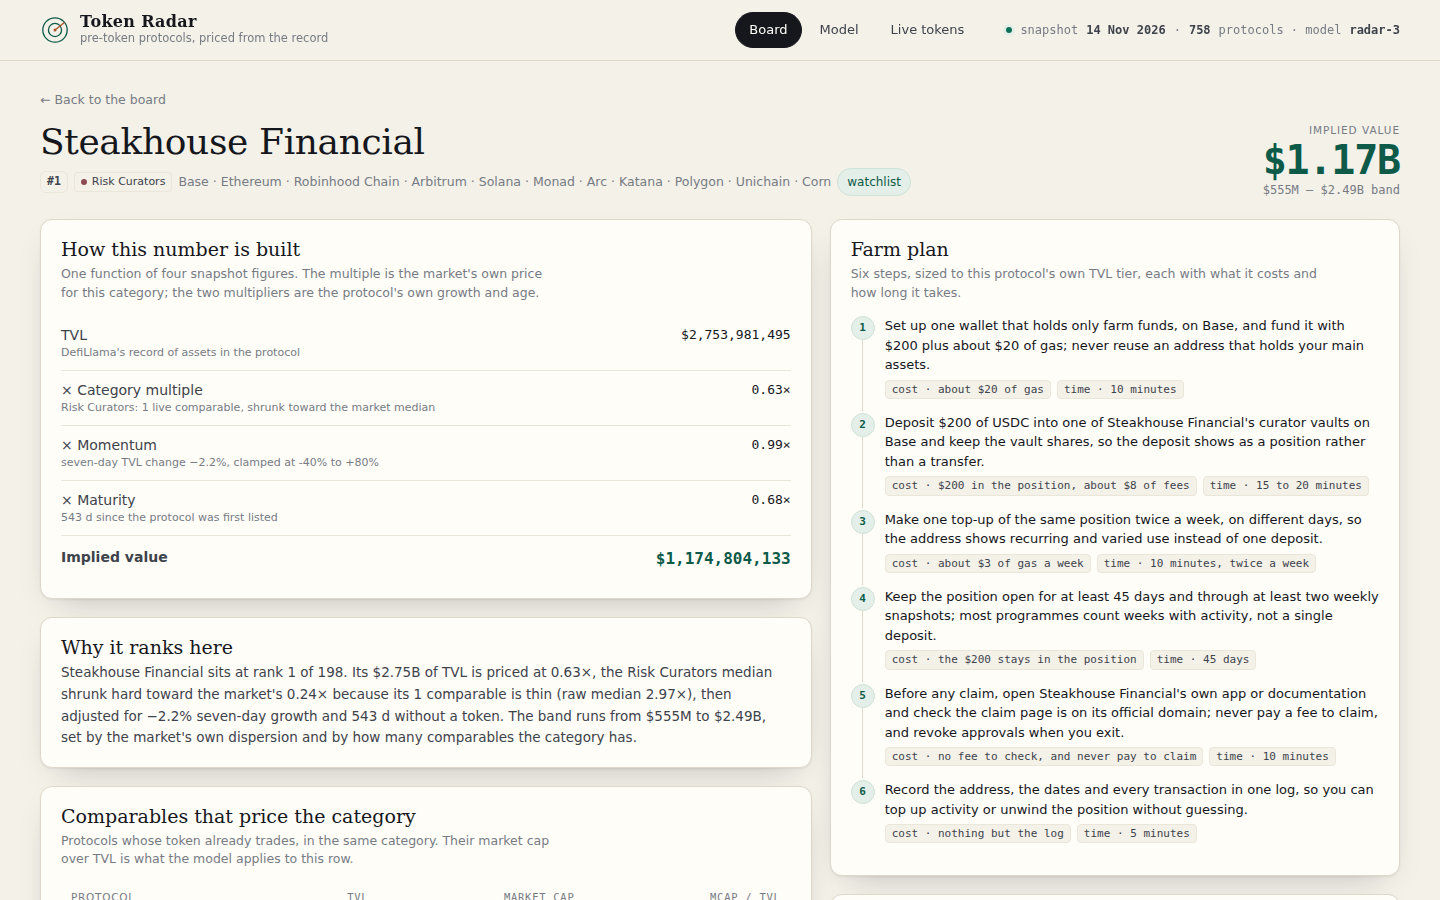 Token Radar
pre-token protocols, priced from the record
Board
Model
Live tokens
snapshot 14 Nov 2026 · 758 protocols · model radar-3
← Back to the board
Steakhouse Financial
#1
Risk Curators
Base · Ethereum · Robinhood Chain · Arbitrum · Solana · Monad · Arc · Katana · Polygon · Unichain · Corn
watchlist
IMPLIED VALUE
$1.17B
$555M — $2.49B band
How this number is built
One function of four snapshot figures. The multiple is the market's own price
for this category; the two multipliers are the protocol's own growth and age.
TVL
$2,753,981,495
DefiLlama's record of assets in the protocol
× Category multiple
0.63×
Risk Curators: 1 live comparable, shrunk toward the market median
× Momentum
0.99×
seven-day TVL change −2.2%, clamped at -40% to +80%
× Maturity
0.68×
543 d since the protocol was first listed
Implied value
$1,174,804,133
Why it ranks here
Steakhouse Financial sits at rank 1 of 198. Its $2.75B of TVL is priced at 0.63×, the Risk Curators median
shrunk hard toward the market's 0.24× because its 1 comparable is thin (raw median 2.97×), then
adjusted for −2.2% seven-day growth and 543 d without a token. The band runs from $555M to $2.49B,
set by the market's own dispersion and by how many comparables the category has.
Comparables that price the category
Protocols whose token already trades, in the same category. Their market cap
over TVL is what the model applies to this row.
PROTOCOL
TVL
MARKET CAP
MCAP / TVL
Farm plan
Six steps, sized to this protocol's own TVL tier, each with what it costs and
how long it takes.
1
Set up one wallet that holds only farm funds, on Base, and fund it with
$200 plus about $20 of gas; never reuse an address that holds your main
assets.
cost · about $20 of gas
time · 10 minutes
2
Deposit $200 of USDC into one of Steakhouse Financial's curator vaults on
Base and keep the vault shares, so the deposit shows as a position rather
than a transfer.
cost · $200 in the position, about $8 of fees
time · 15 to 20 minutes
3
Make one top-up of the same position twice a week, on different days, so
the address shows recurring and varied use instead of one deposit.
cost · about $3 of gas a week
time · 10 minutes, twice a week
4
Keep the position open for at least 45 days and through at least two weekly
snapshots; most programmes count weeks with activity, not a single
deposit.
cost · the $200 stays in the position
time · 45 days
5
Before any claim, open Steakhouse Financial's own app or documentation
and check the claim page is on its official domain; never pay a fee to claim,
and revoke approvals when you exit.
cost · no fee to check, and never pay to claim
time · 10 minutes
6
Record the address, the dates and every transaction in one log, so you can
top up activity or unwind the position without guessing.
cost · nothing but the log
time · 5 minutes